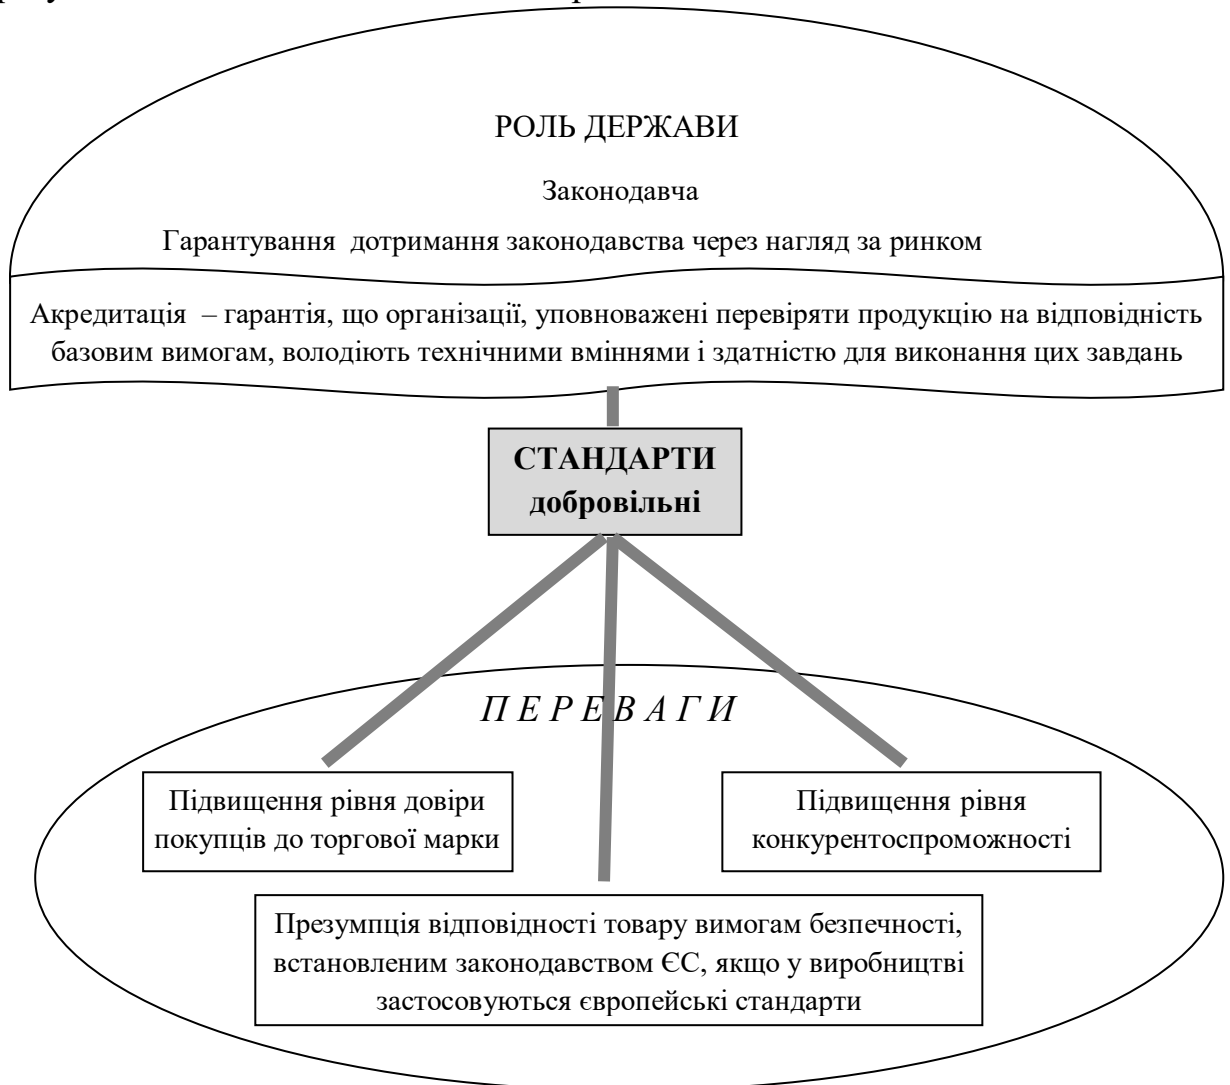 РОЛЬ ДЕРЖАВИ
Законодавча
Гарантування дотримання законодавства через нагляд за ринком
Акредитація – гарантія, що організації, уповноважені перевіряти продукцію на відповідність
базовим вимогам, володіють технічними вміннями і здатністю для виконання цих завдань
СТАНДАРТИ
добровільні
П Е Р Е В А Г И
Підвищення рівня довіри
покупців до торгової марки
Підвищення рівня
конкурентоспроможності
Презумпція відповідності товару вимогам безпечності,
встановленим законодавством ЄС, якщо у виробництві
застосовуються європейські стандарти